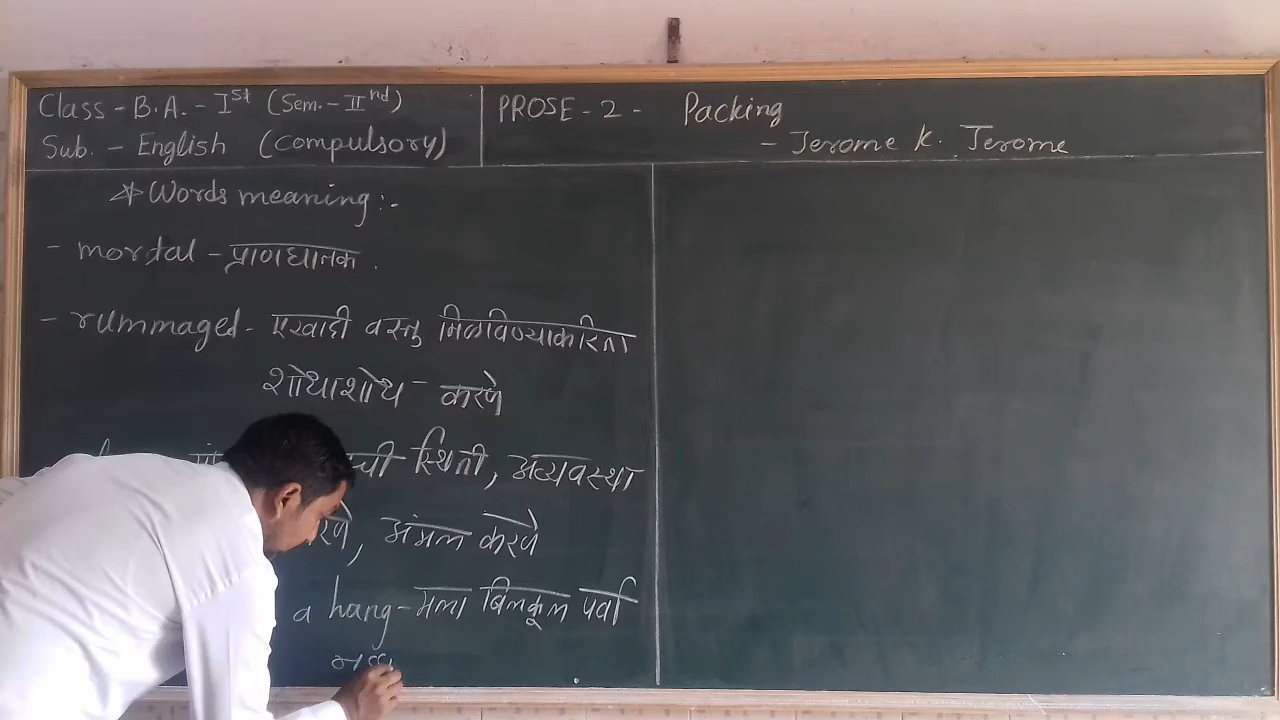 Class - B.A. - Ist (Sem. - IInd)
Sub. - English (Compulsory)
PROSE - 2 - Packing
- Jerome K. Jerome
* Words meaning :-
- mortal - प्राणघातक .
- rummaged - एखादी वस्तु मिळविण्याकरिता
शोधाशोध - करणे
स्थिती, अव्यवस्था
अंमल करणे
a hang - मला बिलकूल पर्वा